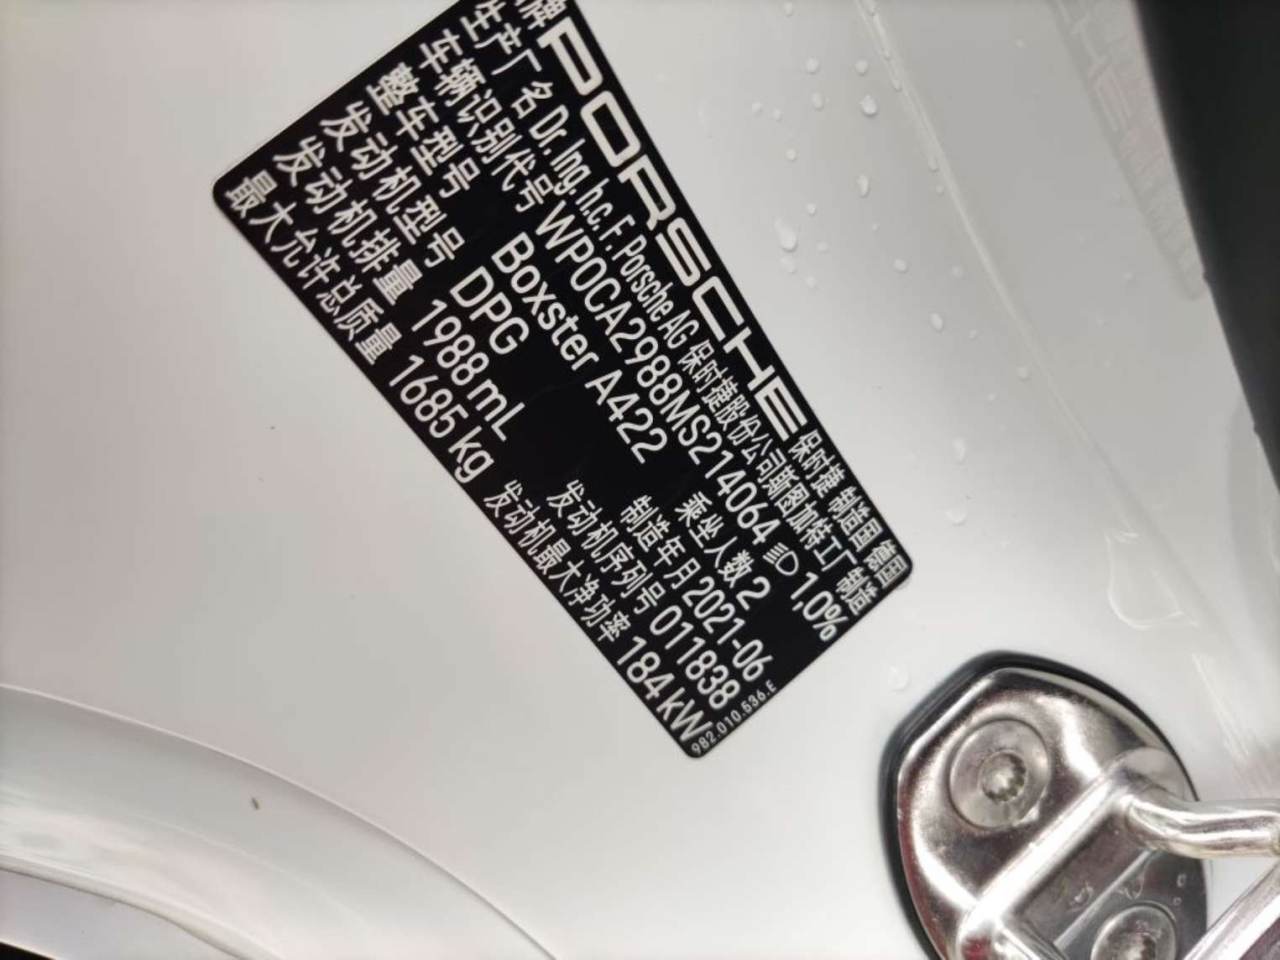 牌 PORSCHE 保时捷 制造国 德国
生产厂名 Dr. Ing. h.c. F. Porsche AG 保时捷股份公司斯图加特工厂 制造
车辆识别代号 WP0CA2988MS214064 1,0%
整车型号 Boxster A422 乘坐人数 2
发动机型号 DPG 制造年月 2021-06
发动机排量 1988 mL 发动机序列号 011838
最大允许总质量 1685 kg 发动机最大净功率 184 kW
982.010.536.E